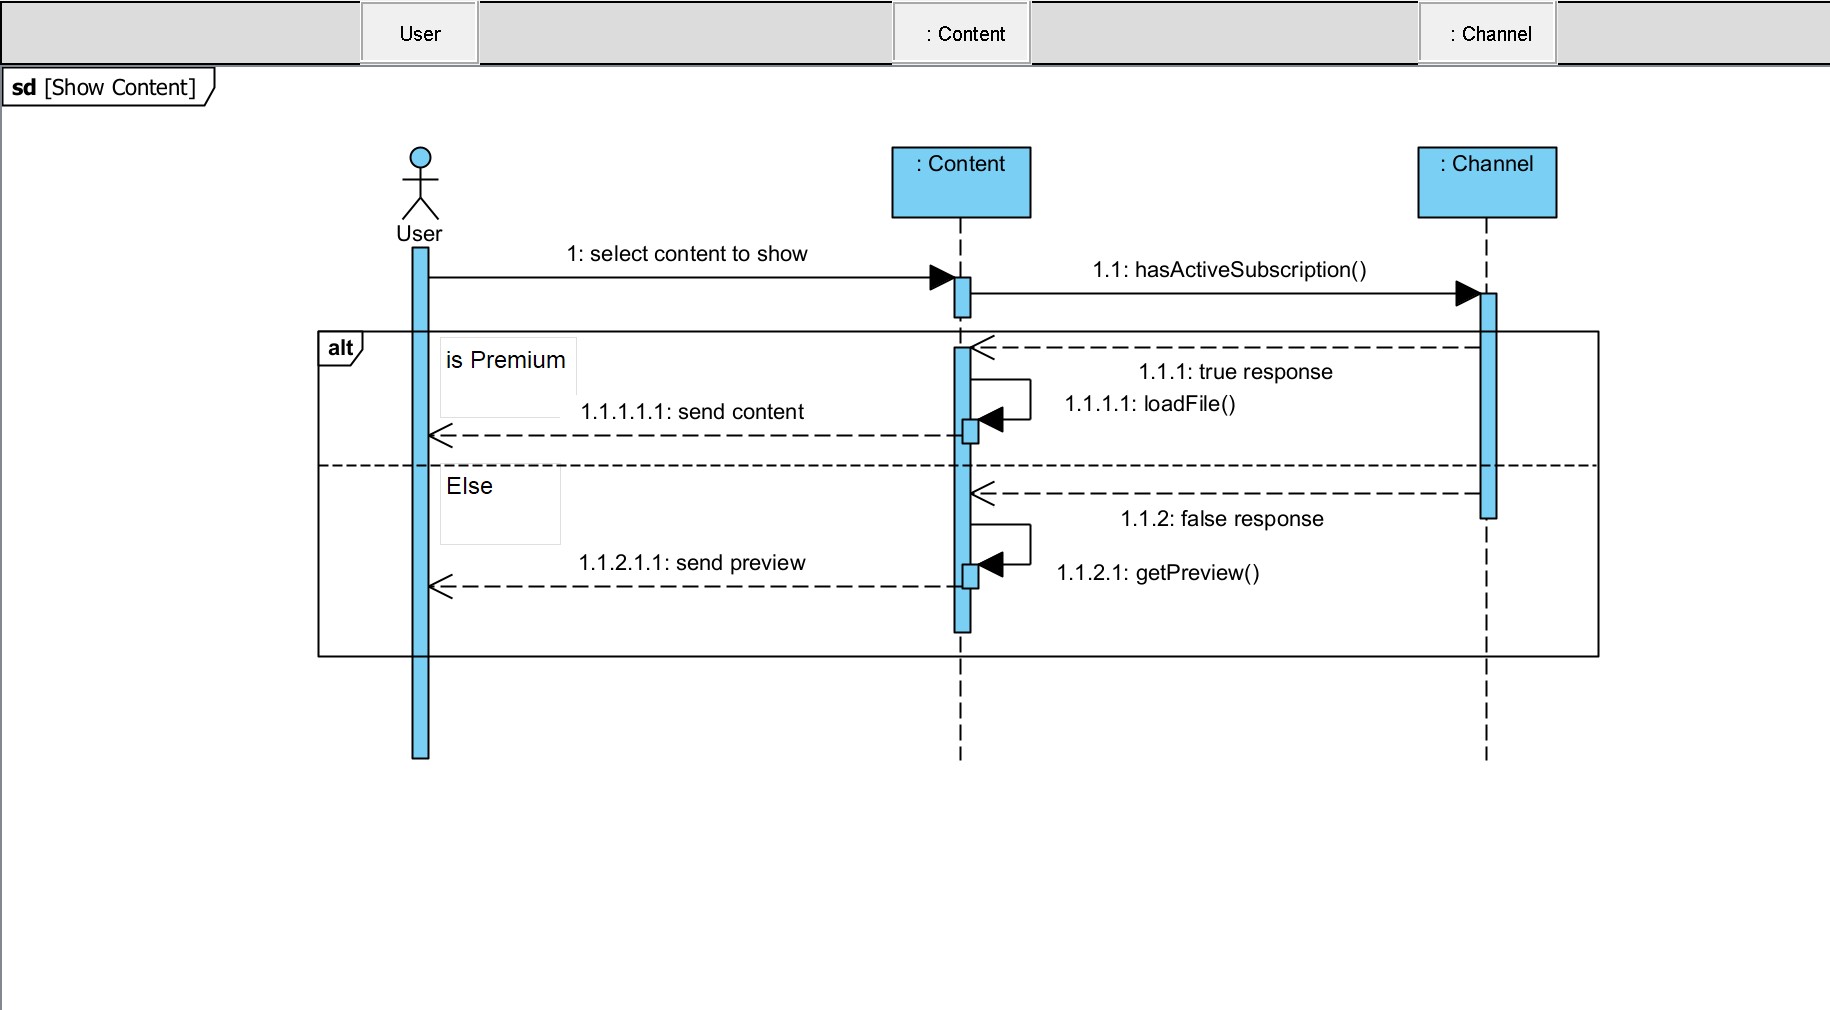 User
: Content
: Channel
sd [Show Content]
: Content
: Channel
User
1: select content to show
1.1: hasActiveSubscription()
alt
is Premium
1.1.1: true response
1.1.1.1: loadFile()
1.1.1.1.1: send content
Else
1.1.2: false response
1.1.2.1.1: send preview
1.1.2.1: getPreview()